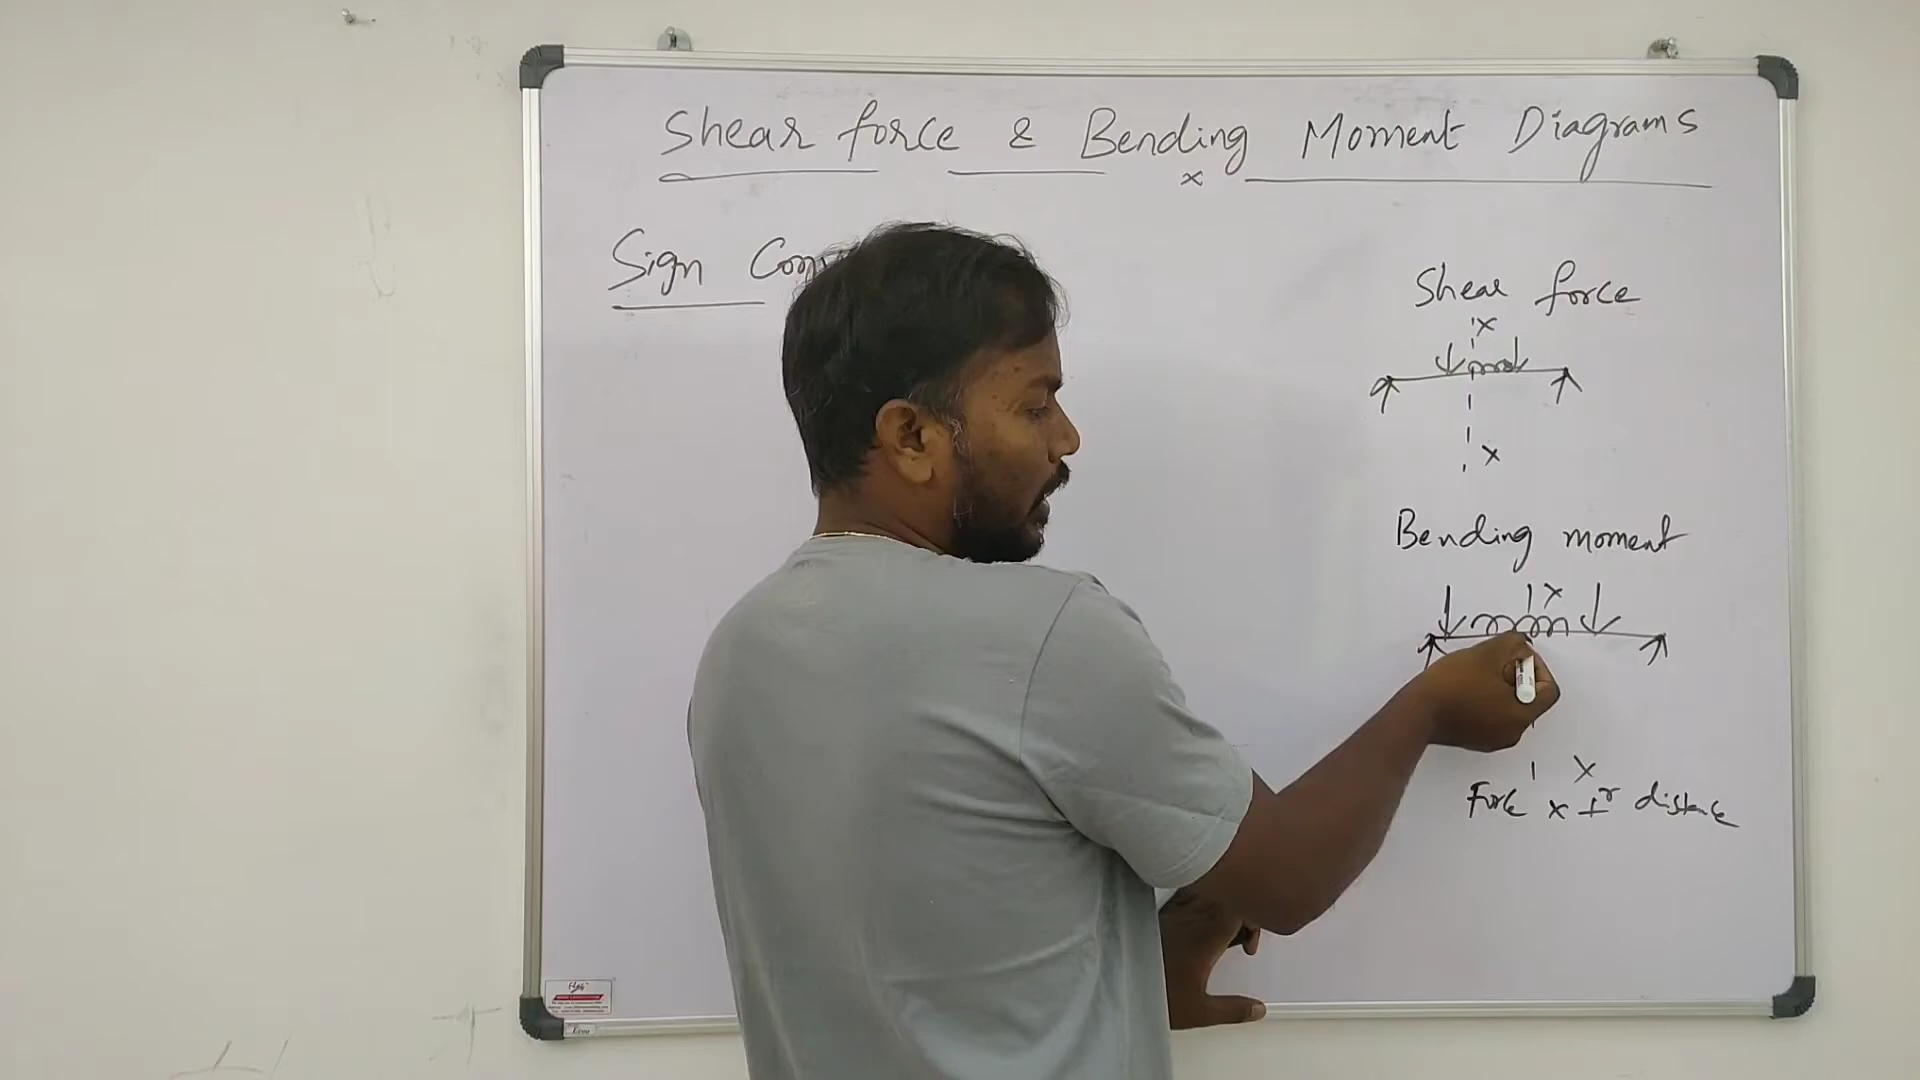 Shear force & Bending Moment Diagrams
x
Sign
Shear force
x
x
Bending moment
x
x
Force x ⊥r distance